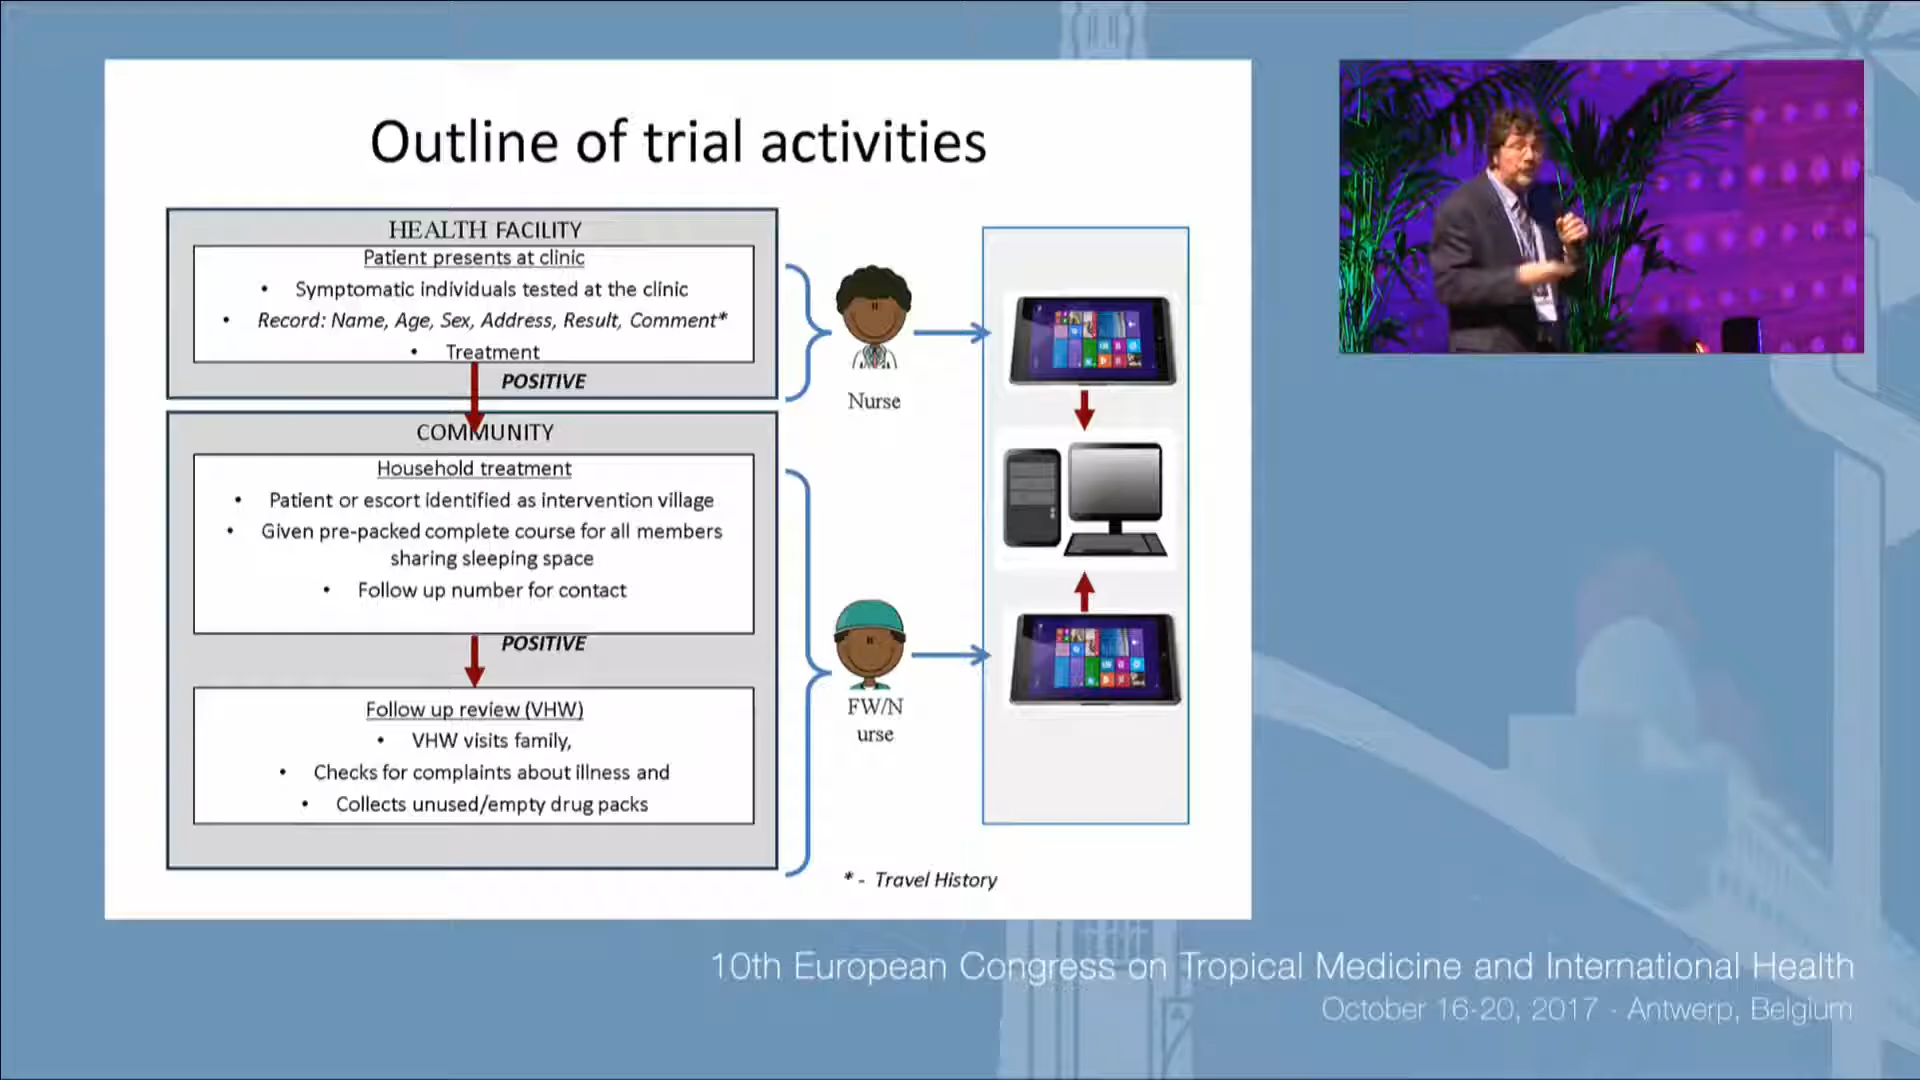 Outline of trial activities
HEALTH FACILITY
Patient presents at clinic
• Symptomatic individuals tested at the clinic
• Record: Name, Age, Sex, Address, Result, Comment*
• Treatment
POSITIVE
COMMUNITY
Household treatment
• Patient or escort identified as intervention village
• Given pre-packed complete course for all members
sharing sleeping space
• Follow up number for contact
POSITIVE
Follow up review (VHW)
• VHW visits family,
• Checks for complaints about illness and
• Collects unused/empty drug packs
Nurse
FW/N
urse
* - Travel History
10th European Congress on Tropical Medicine and International Health
October 16-20, 2017 - Antwerp, Belgium